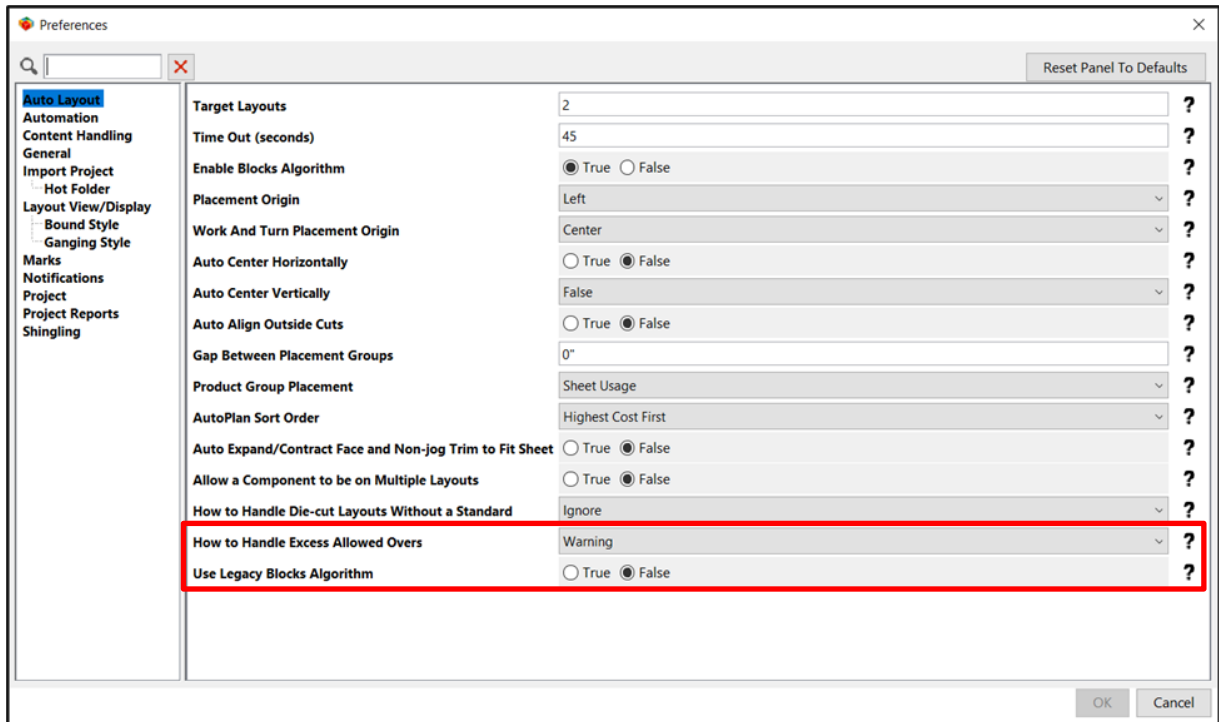 Preferences
Reset Panel To Defaults
Auto Layout
Automation
Content Handling
General
Import Project
Hot Folder
Layout View/Display
Bound Style
Ganging Style
Marks
Notifications
Project
Project Reports
Shingling
Target Layouts 2 ?
Time Out (seconds) 45 ?
Enable Blocks Algorithm True False ?
Placement Origin Left ?
Work And Turn Placement Origin Center ?
Auto Center Horizontally True False ?
Auto Center Vertically False ?
Auto Align Outside Cuts True False ?
Gap Between Placement Groups 0" ?
Product Group Placement Sheet Usage ?
AutoPlan Sort Order Highest Cost First ?
Auto Expand/Contract Face and Non-jog Trim to Fit Sheet True False ?
Allow a Component to be on Multiple Layouts True False ?
How to Handle Die-cut Layouts Without a Standard Ignore ?
How to Handle Excess Allowed Overs Warning ?
Use Legacy Blocks Algorithm True False ?
OK Cancel